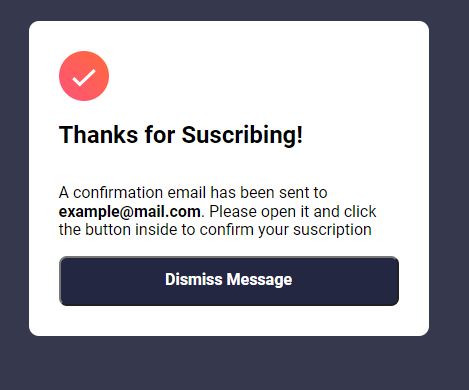 Thanks for Suscribing!
A confirmation email has been sent to
example@mail.com. Please open it and click
the button inside to confirm your suscription
Dismiss Message